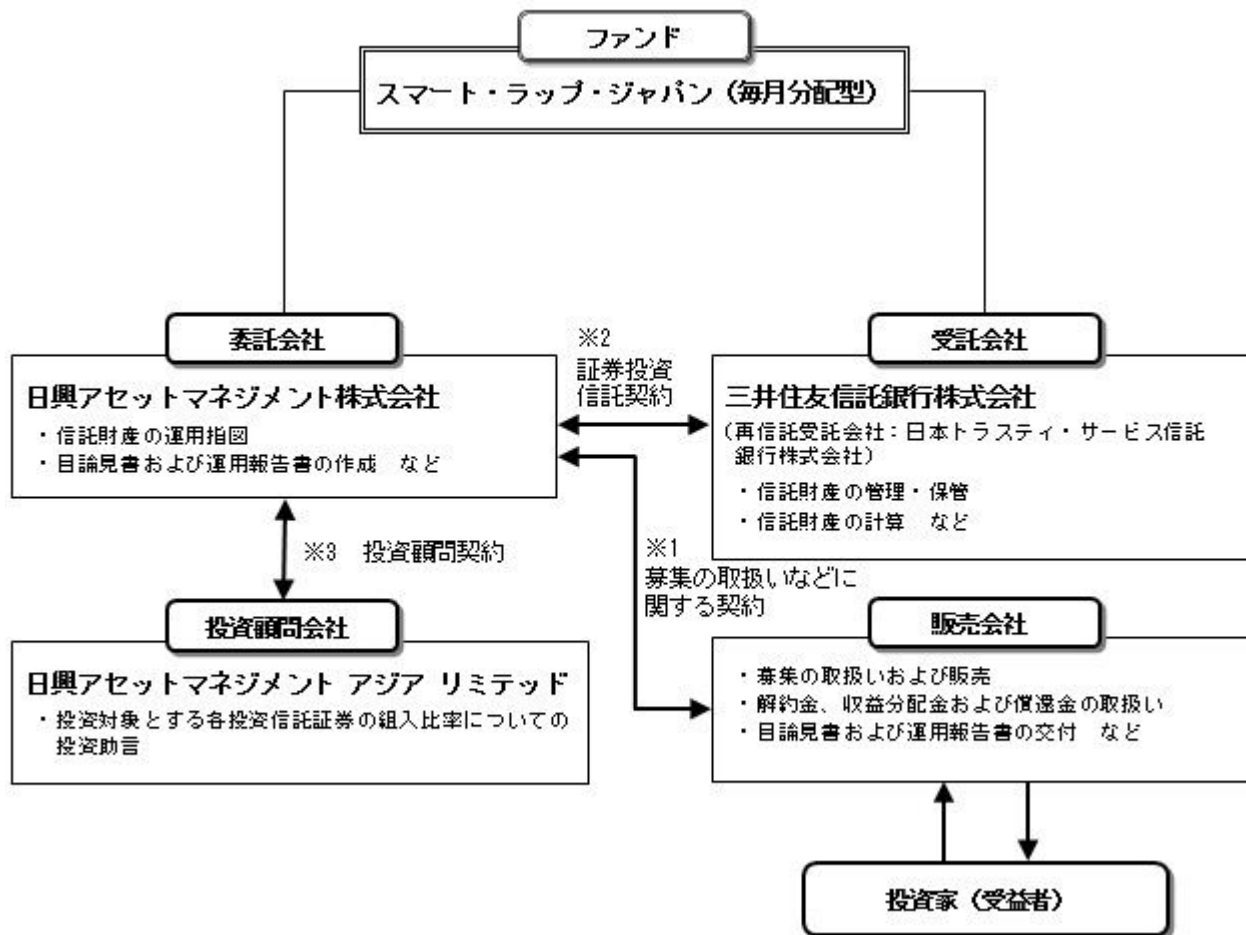 ファンド
スマート・ラップ・ジャパン（毎月分配型）
委託会社
日興アセットマネジメント株式会社
・信託財産の運用指図
・目論見書および運用報告書の作成　など
※2
証券投資
信託契約
受託会社
三井住友信託銀行株式会社
（再信託受託会社：日本トラスティ・サービス信託
銀行株式会社）
・信託財産の管理・保管
・信託財産の計算　など
※3　投資顧問契約
※1
募集の取扱いなどに
関する契約
投資顧問会社
日興アセットマネジメント アジア リミテッド
・投資対象とする各投資信託証券の組入比率についての
投資助言
販売会社
・募集の取扱いおよび販売
・解約金、収益分配金および償還金の取扱い
・目論見書および運用報告書の交付　など
投資家（受益者）